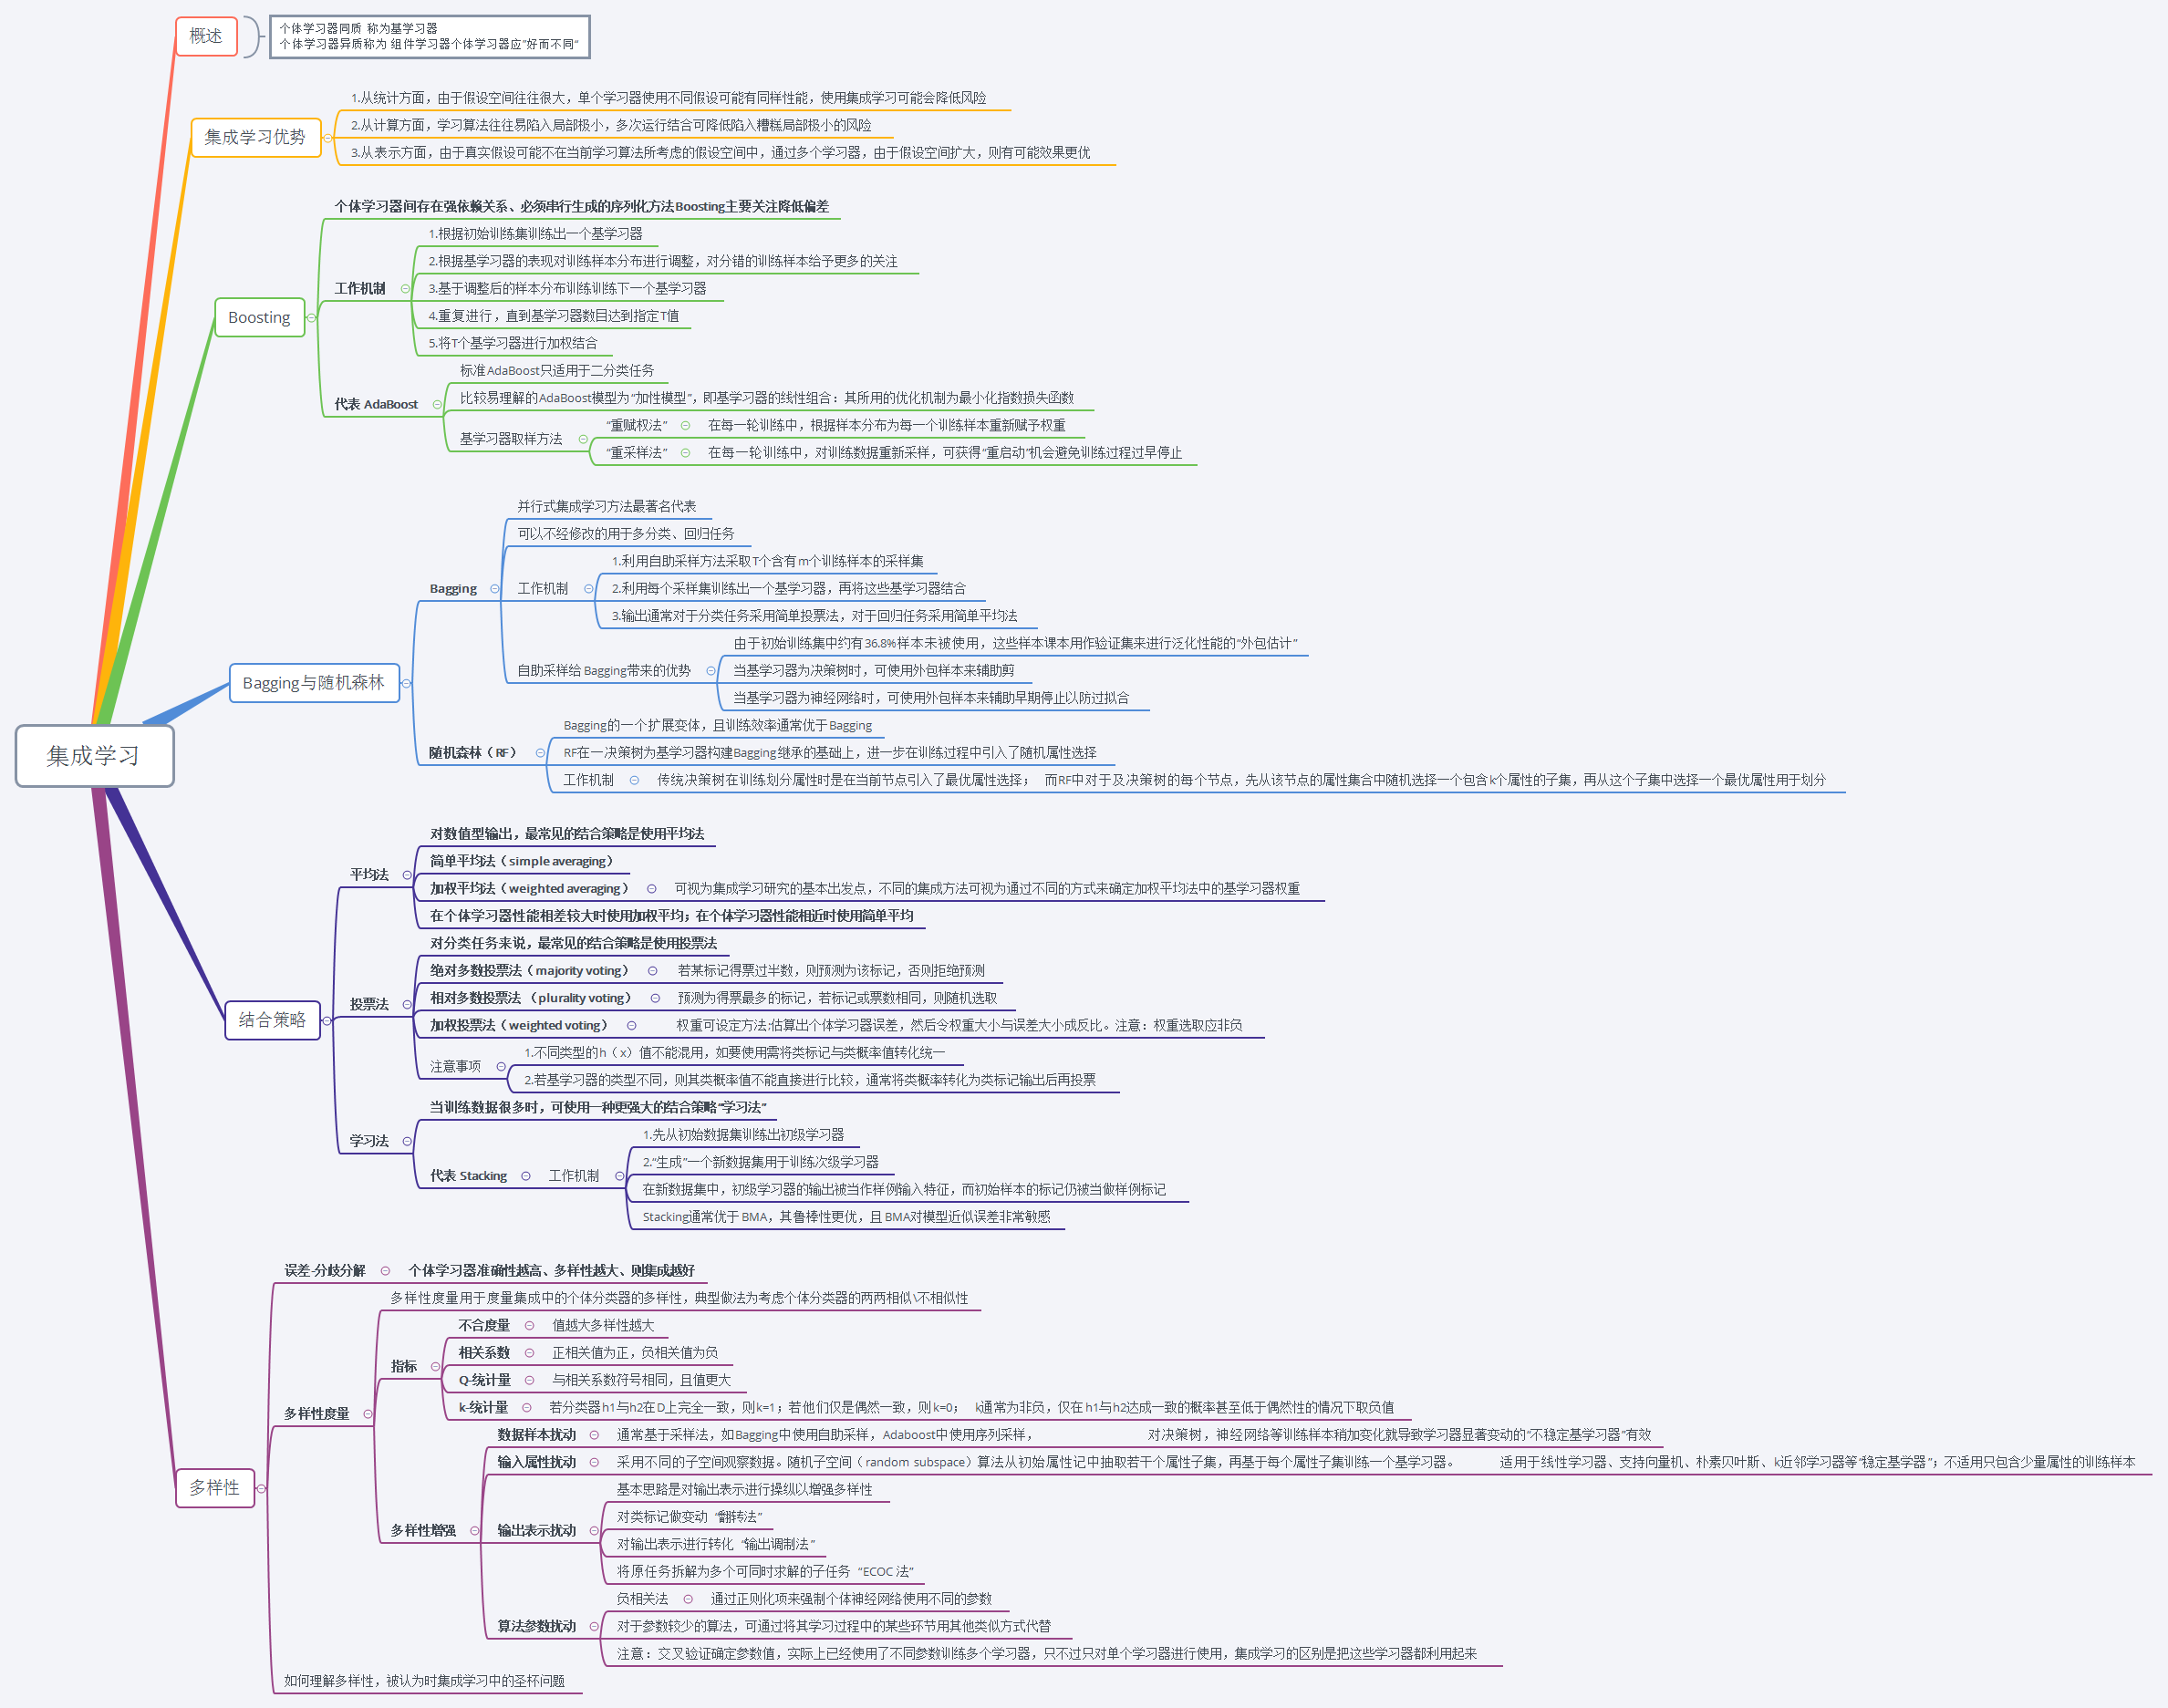 集成学习
概述
个体学习器同质 称为基学习器
个体学习器异质称为 组件学习器个体学习器应“好而不同“
集成学习优势
1.从统计方面，由于假设空间往往很大，单个学习器使用不同假设可能有同样性能，使用集成学习可能会降低风险
2.从计算方面，学习算法往往易陷入局部极小，多次运行结合可降低陷入糟糕局部极小的风险
3.从表示方面，由于真实假设可能不在当前学习算法所考虑的假设空间中，通过多个学习器，由于假设空间扩大，则有可能效果更优
Boosting
个体学习器间存在强依赖关系、必须串行生成的序列化方法Boosting主要关注降低偏差
工作机制
1.根据初始训练集训练出一个基学习器
2.根据基学习器的表现对训练样本分布进行调整，对分错的训练样本给予更多的关注
3.基于调整后的样本分布训练训练下一个基学习器
4.重复进行，直到基学习器数目达到指定T值
5.将T个基学习器进行加权结合
代表 AdaBoost
标准AdaBoost只适用于二分类任务
比较易理解的AdaBoost模型为“加性模型”，即基学习器的线性组合：其所用的优化机制为最小化指数损失函数
基学习器取样方法
“重赋权法” 在每一轮训练中，根据样本分布为每一个训练样本重新赋予权重
“重采样法” 在每一轮训练中，对训练数据重新采样，可获得“重启动”机会避免训练过程过早停止
Bagging与随机森林
Bagging
并行式集成学习方法最著名代表
可以不经修改的用于多分类、回归任务
工作机制
1.利用自助采样方法采取T个含有m个训练样本的采样集
2.利用每个采样集训练出一个基学习器，再将这些基学习器结合
3.输出通常对于分类任务采用简单投票法，对于回归任务采用简单平均法
自助采样给 Bagging带来的优势
由于初始训练集中约有36.8%样本未被使用，这些样本课本用作验证集来进行泛化性能的“外包估计”
当基学习器为决策树时，可使用外包样本来辅助剪
当基学习器为神经网络时，可使用外包样本来辅助早期停止以防过拟合
随机森林（RF）
Bagging的一个扩展变体，且训练效率通常优于Bagging
RF在一决策树为基学习器构建Bagging继承的基础上，进一步在训练过程中引入了随机属性选择
工作机制 传统决策树在训练划分属性时是在当前节点引入了最优属性选择； 而RF中对于及决策树的每个节点，先从该节点的属性集合中随机选择一个包含k个属性的子集，再从这个子集中选择一个最优属性用于划分
结合策略
平均法
对数值型输出，最常见的结合策略是使用平均法
简单平均法（simple averaging）
加权平均法（weighted averaging） 可视为集成学习研究的基本出发点，不同的集成方法可视为通过不同的方式来确定加权平均法中的基学习器权重
在个体学习器性能相差较大时使用加权平均；在个体学习器性能相近时使用简单平均
投票法
对分类任务来说，最常见的结合策略是使用投票法
绝对多数投票法（majority voting） 若某标记得票过半数，则预测为该标记，否则拒绝预测
相对多数投票法 （plurality voting） 预测为得票最多的标记，若标记或票数相同，则随机选取
加权投票法（weighted voting） 权重可设定方法:估算出个体学习器误差，然后令权重大小与误差大小成反比。注意：权重选取应非负
注意事项
1.不同类型的h（x）值不能混用，如要使用需将类标记与类概率值转化统一
2.若基学习器的类型不同，则其类概率值不能直接进行比较，通常将类概率转化为类标记输出后再投票
学习法
当训练数据很多时，可使用一种更强大的结合策略“学习法”
代表 Stacking 工作机制
1.先从初始数据集训练出初级学习器
2.“生成”一个新数据集用于训练次级学习器
在新数据集中，初级学习器的输出被当作样例输入特征，而初始样本的标记仍被当做样例标记
Stacking通常优于 BMA，其鲁棒性更优，且 BMA对模型近似误差非常敏感
多样性
误差-分歧分解 个体学习器准确性越高、多样性越大、则集成越好
多样性度量
多样性度量用于度量集成中的个体分类器的多样性，典型做法为考虑个体分类器的两两相似\不相似性
指标
不合度量 值越大多样性越大
相关系数 正相关值为正，负相关值为负
Q-统计量 与相关系数符号相同，且值更大
k-统计量 若分类器h1与h2在D上完全一致，则k=1；若他们仅是偶然一致，则k=0； k通常为非负，仅在 h1与h2达成一致的概率甚至低于偶然性的情况下取负值
多样性增强
数据样本扰动 通常基于采样法，如Bagging中使用自助采样，Adaboost中使用序列采样， 对决策树，神经网络等训练样本稍加变化就导致学习器显著变动的“不稳定基学习器”有效
输入属性扰动 采用不同的子空间观察数据。随机子空间（random subspace）算法从初始属性记中抽取若干个属性子集，再基于每个属性子集训练一个基学习器。 适用于线性学习器、支持向量机、朴素贝叶斯、k近邻学习器等“稳定基学器”；不适用只包含少量属性的训练样本
输出表示扰动
基本思路是对输出表示进行操纵以增强多样性
对类标记做变动 “翻转法”
对输出表示进行转化 “输出调制法”
将原任务拆解为多个可同时求解的子任务 “ECOC 法”
算法参数扰动
负相关法 通过正则化项来强制个体神经网络使用不同的参数
对于参数较少的算法，可通过将其学习过程中的某些环节用其他类似方式代替
注意：交叉验证确定参数值，实际上已经使用了不同参数训练多个学习器，只不过只对单个学习器进行使用，集成学习的区别是把这些学习器都利用起来
如何理解多样性，被认为时集成学习中的圣杯问题